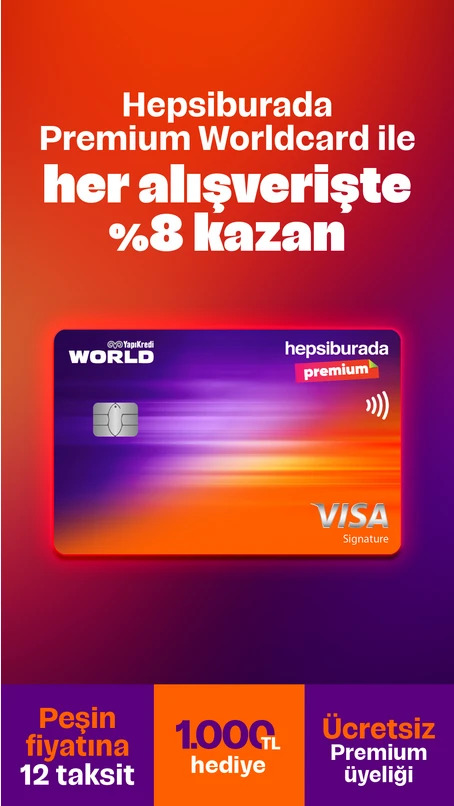 Hepsiburada
Premium Worldcard ile
her alışverişte
%8 kazan
YapıKredi
WORLD
hepsiburada
premium
VISA
Signature
Peşin
fiyatına
12 taksit
1.000 TL
hediye
Ücretsiz
Premium
üyeliği